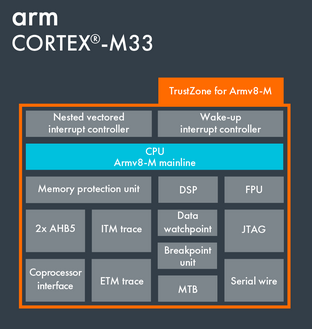 arm
CORTEX®-M33
TrustZone for Armv8-M
Nested vectored
interrupt controller
Wake-up
interrupt controller
CPU
Armv8-M mainline
Memory protection unit
DSP
FPU
2x AHB5
ITM trace
Data
watchpoint
JTAG
Breakpoint
unit
Coprocessor
interface
ETM trace
MTB
Serial wire